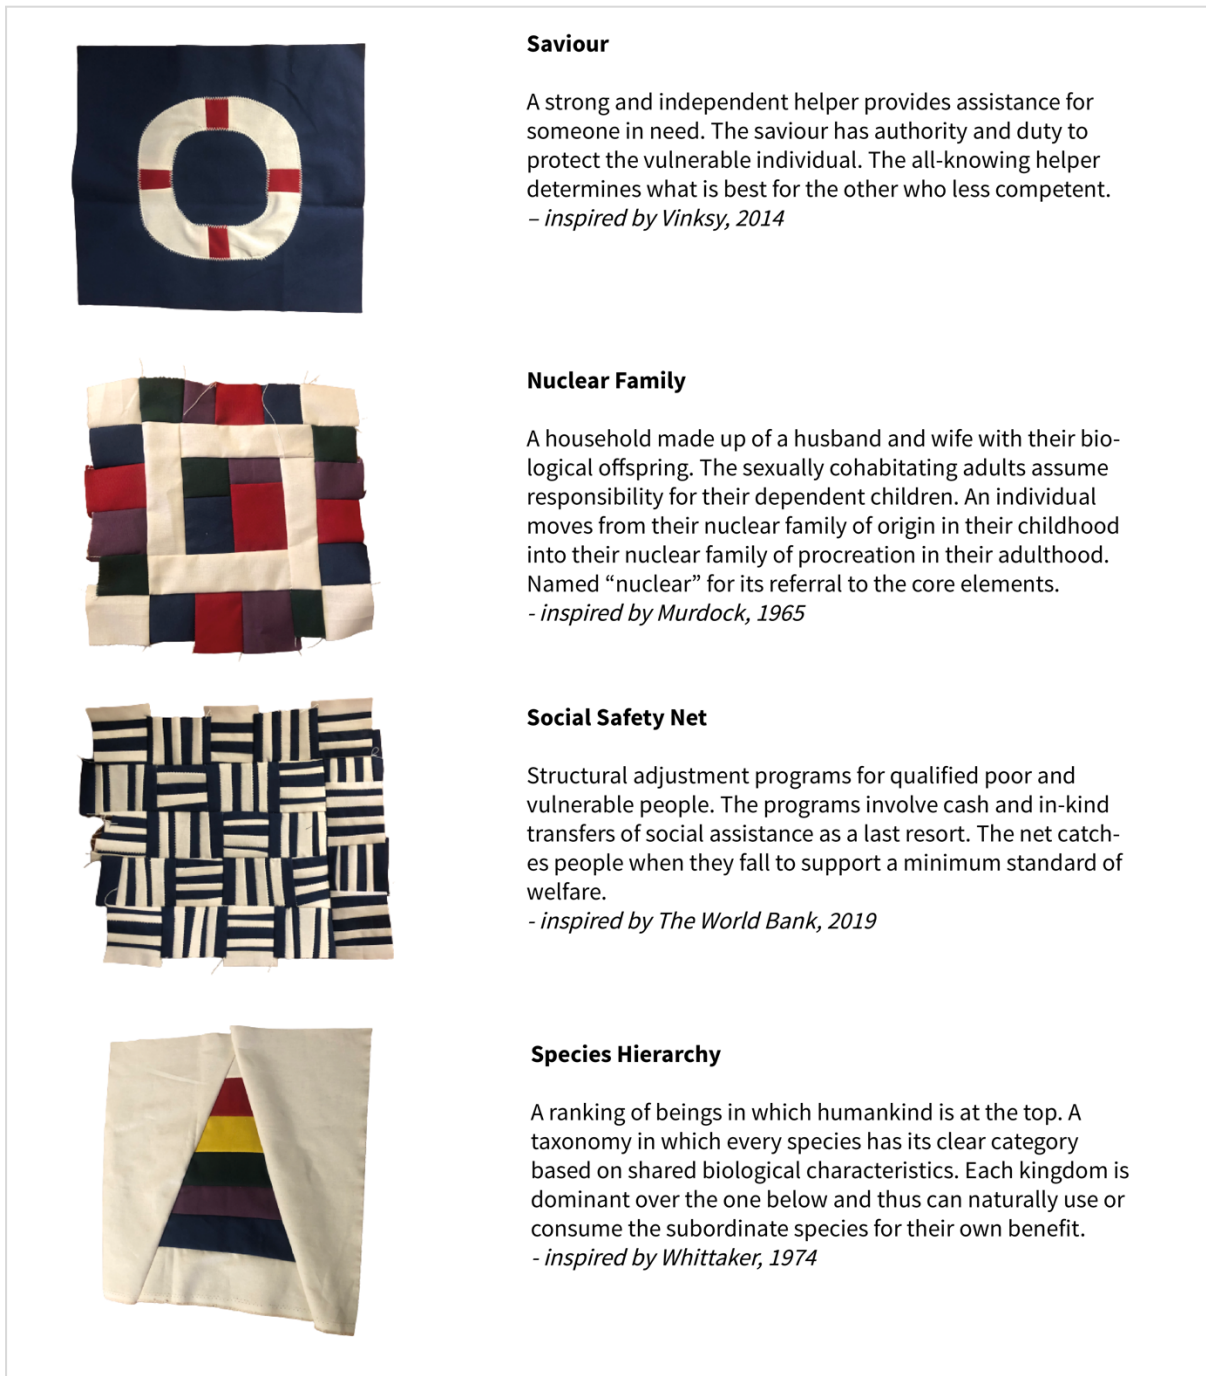 Saviour
A strong and independent helper provides assistance for
someone in need. The saviour has authority and duty to
protect the vulnerable individual. The all-knowing helper
determines what is best for the other who less competent.
– inspired by Vinksy, 2014
Nuclear Family
A household made up of a husband and wife with their bio-
logical offspring. The sexually cohabitating adults assume
responsibility for their dependent children. An individual
moves from their nuclear family of origin in their childhood
into their nuclear family of procreation in their adulthood.
Named “nuclear” for its referral to the core elements.
- inspired by Murdock, 1965
Social Safety Net
Structural adjustment programs for qualified poor and
vulnerable people. The programs involve cash and in-kind
transfers of social assistance as a last resort. The net catch-
es people when they fall to support a minimum standard of
welfare.
- inspired by The World Bank, 2019
Species Hierarchy
A ranking of beings in which humankind is at the top. A
taxonomy in which every species has its clear category
based on shared biological characteristics. Each kingdom is
dominant over the one below and thus can naturally use or
consume the subordinate species for their own benefit.
- inspired by Whittaker, 1974